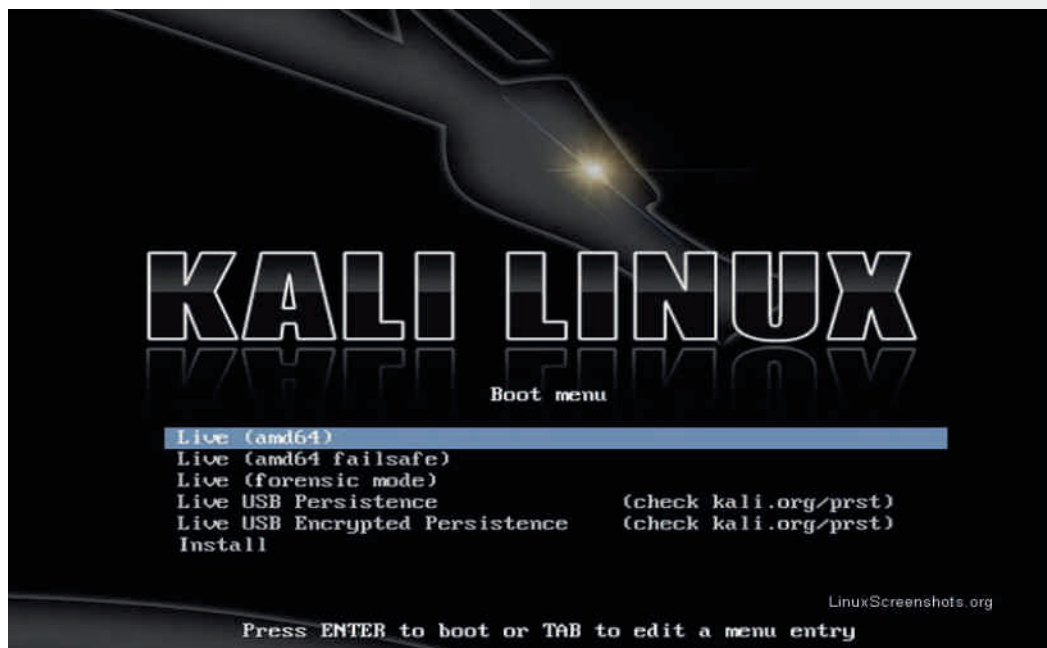 KALI LINUX
Boot menu
Live (amd64)
Live (amd64 failsafe)
Live (forensic mode)
Live USB Persistence (check kali.org/prst)
Live USB Encrypted Persistence (check kali.org/prst)
Install
LinuxScreenshots.org
Press ENTER to boot or TAB to edit a menu entry